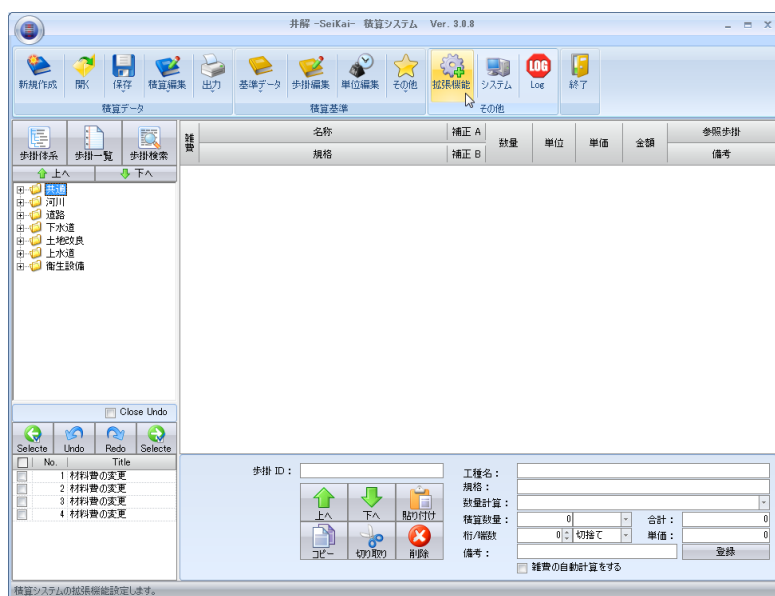 井解 -SeiKai- 積算システム Ver. 3.0.8
新規作成 開く 保存 積算編集 出力 基準データ 歩掛編集 単位編集 その他 拡張機能 システム LOG Log 終了
積算データ 積算基準 その他
歩掛体系 歩掛一覧 歩掛検索
上へ 下へ
雑費 名称 補正 A 数量 単位 単価 金額 参照歩掛
規格 補正 B 備考
共通
河川
道路
下水道
土地改良
上水道
衛生設備
Close Undo
Selecte Undo Redo Selecte
No. Title
1 材料費の変更
2 材料費の変更
3 材料費の変更
4 材料費の変更
歩掛 ID :
上へ 下へ 貼り付け
コピー 切り取り 削除
工種名 :
規格 :
数量計算 :
積算数量 : 0 合計 : 0
桁/端数 0 切捨て 単価 : 0
備考 : 登録
雑費の自動計算をする
積算システムの拡張機能設定します。